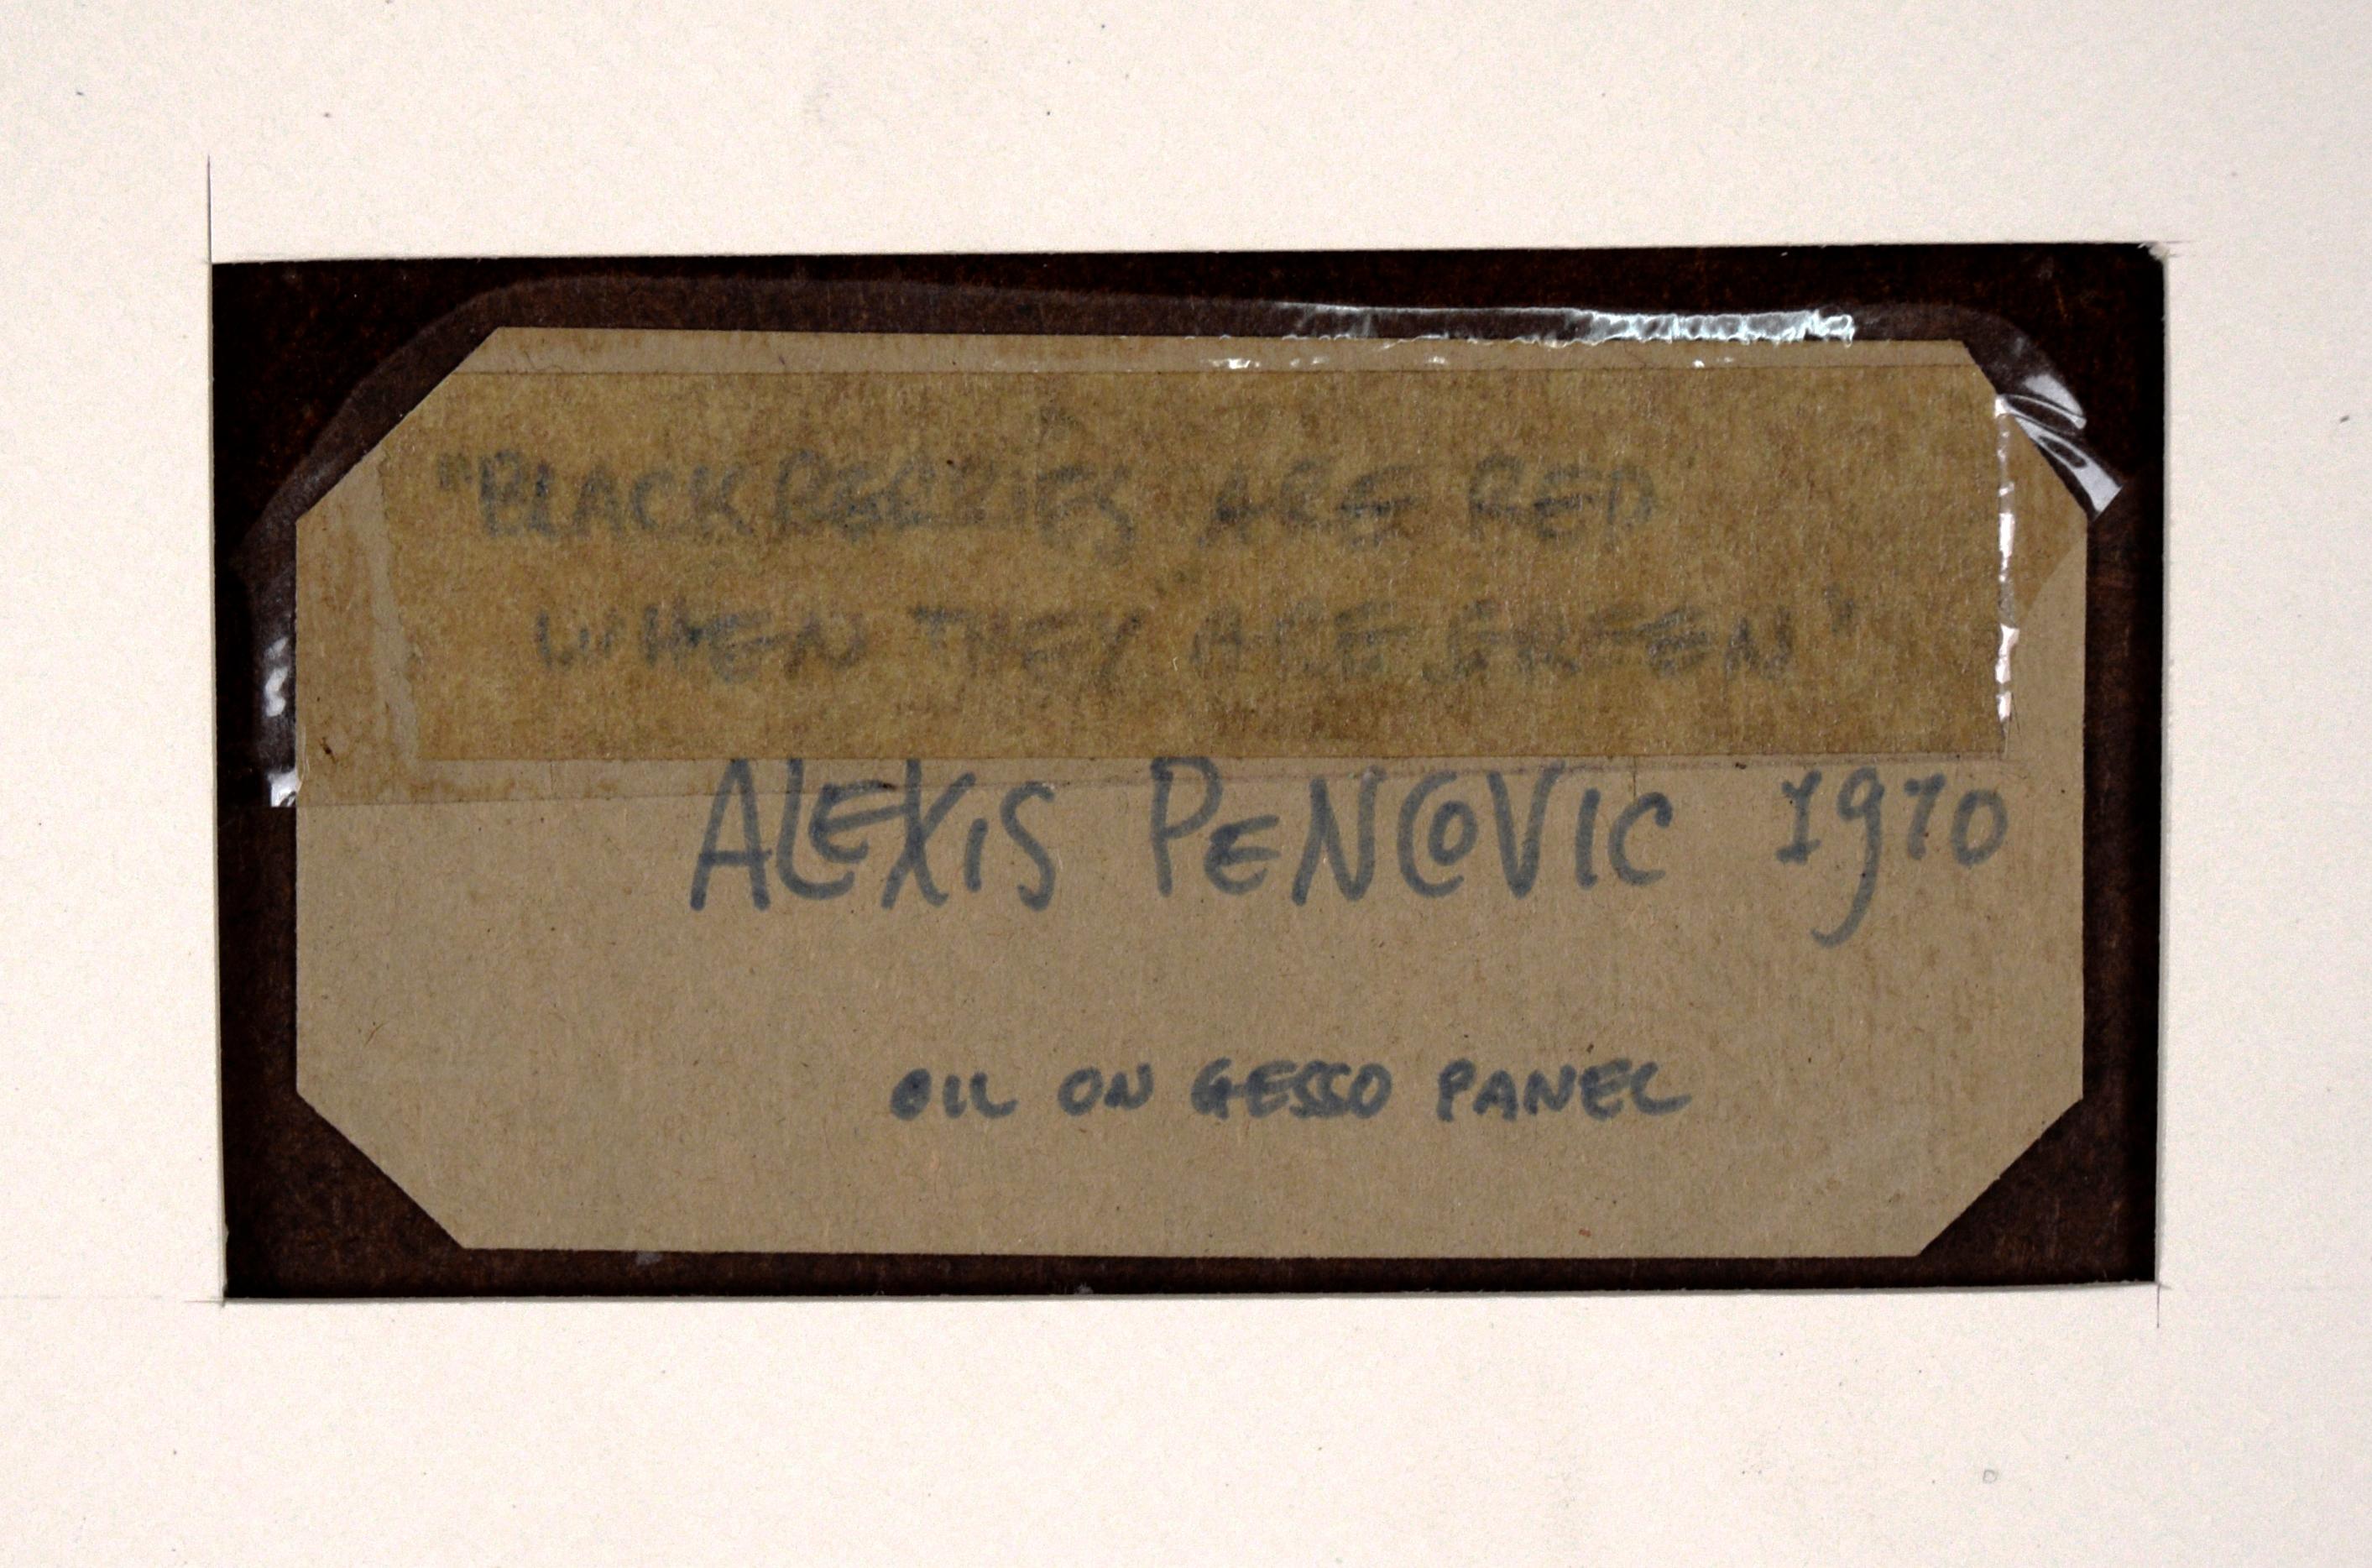 "BLACKBERRIES ARE RED
WHEN THEY ARE GREEN"
ALEXIS PENCOVIC 1970
OIL ON GESSO PANEL